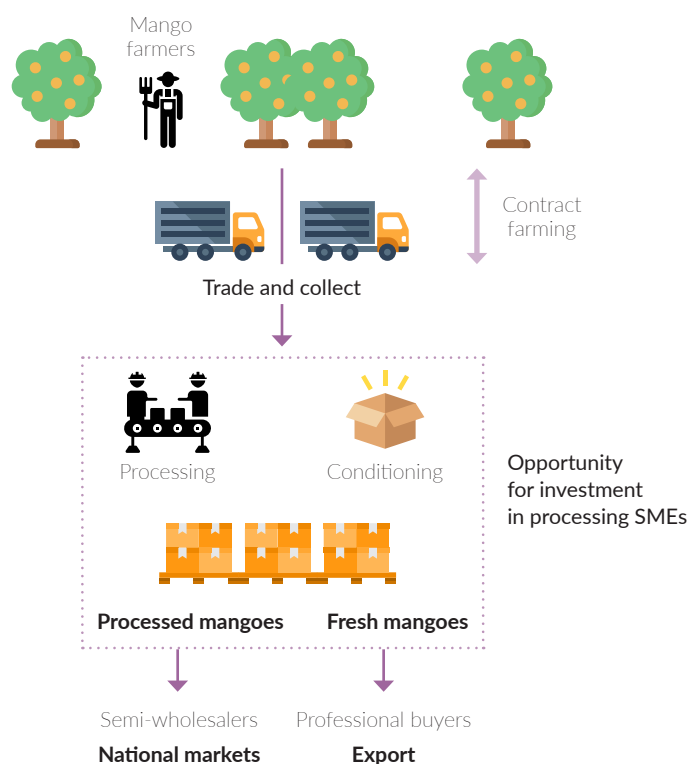 Mango
farmers
Contract
farming
Trade and collect
Processing
Conditioning
Opportunity
for investment
in processing SMEs
Processed mangoes
Fresh mangoes
Semi-wholesalers
Professional buyers
National markets
Export